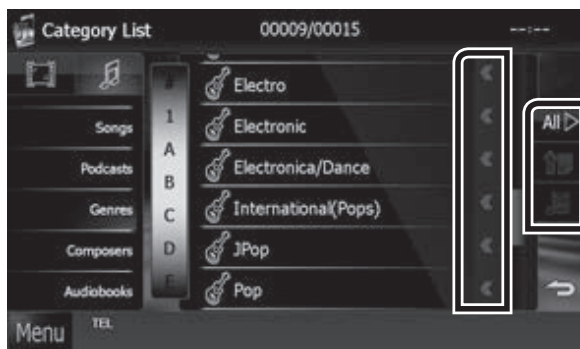 Category List 00009/00015 --:--
Electro
Songs 1 Electronic All
A
Podcasts Electronica/Dance
B
Genres C International(Pops)
Composers D JPop
Audiobooks E Pop
Menu TEL